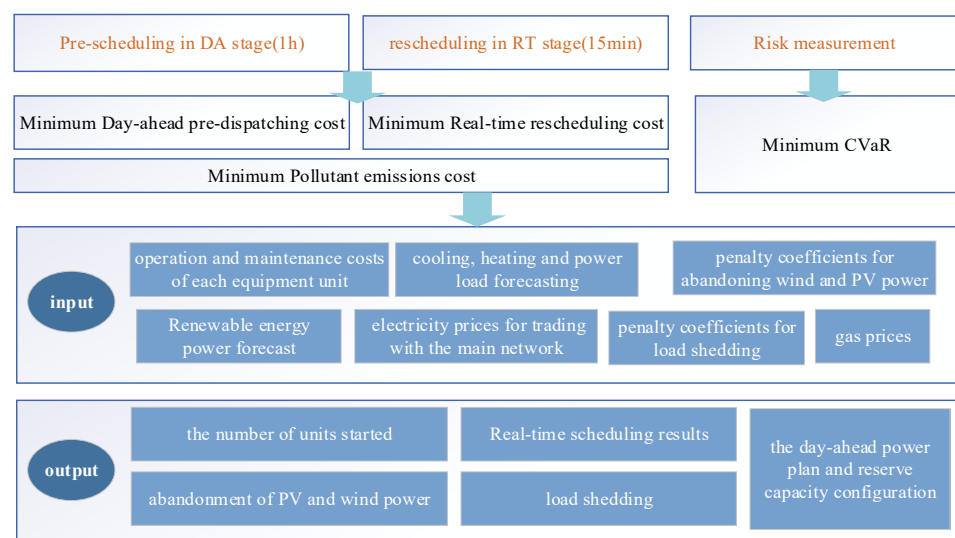 Pre-scheduling in DA stage(1h)
rescheduling in RT stage(15min)
Risk measurement
Minimum Day-ahead pre-dispatching cost
Minimum Real-time rescheduling cost
Minimum CVaR
Minimum Pollutant emissions cost
input
operation and maintenance costs
of each equipment unit
cooling, heating and power
load forecasting
penalty coefficients for
abandoning wind and PV power
Renewable energy
power forecast
electricity prices for trading
with the main network
penalty coefficients for
load shedding
gas prices
output
the number of units started
Real-time scheduling results
the day-ahead power
plan and reserve
capacity configuration
abandonment of PV and wind power
load shedding